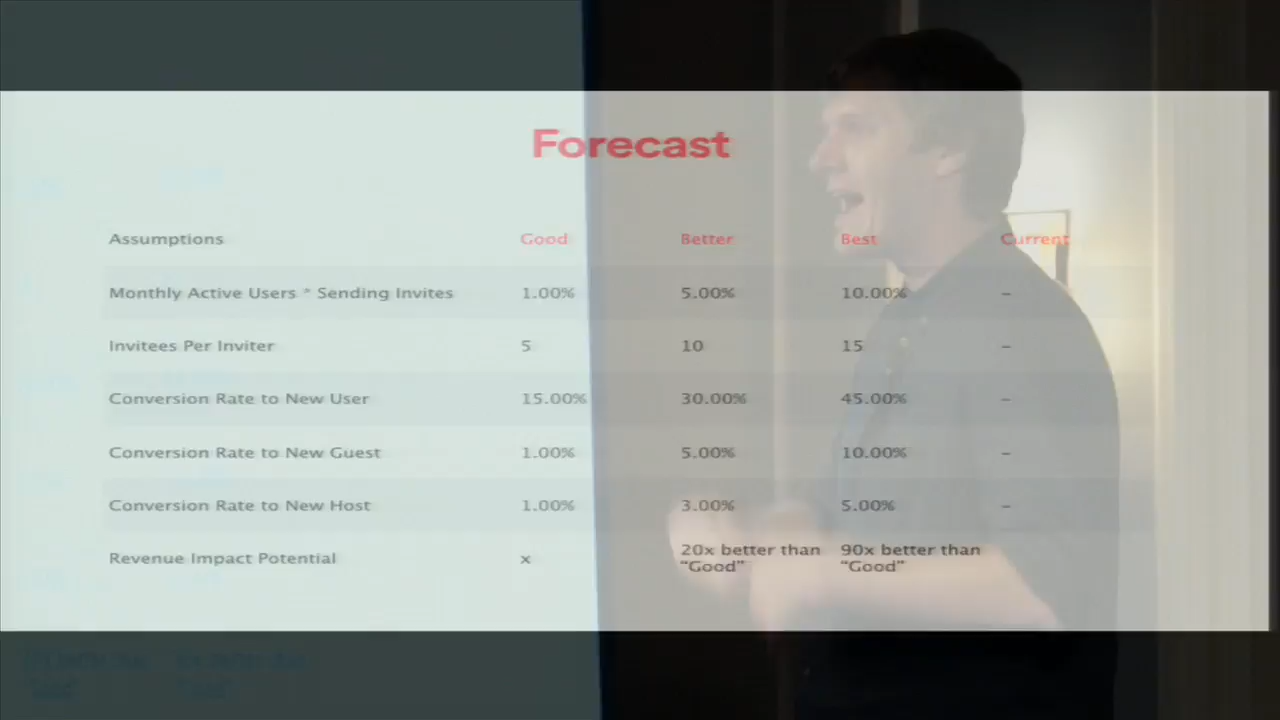 Forecast
Assumptions Good Better Best Current
Monthly Active Users * Sending Invites 1.00% 5.00% 10.00% –
Invitees Per Inviter 5 10 15 –
Conversion Rate to New User 15.00% 30.00% 45.00% –
Conversion Rate to New Guest 1.00% 5.00% 10.00% –
Conversion Rate to New Host 1.00% 3.00% 5.00% –
Revenue Impact Potential x 20x better than “Good” 90x better than “Good”